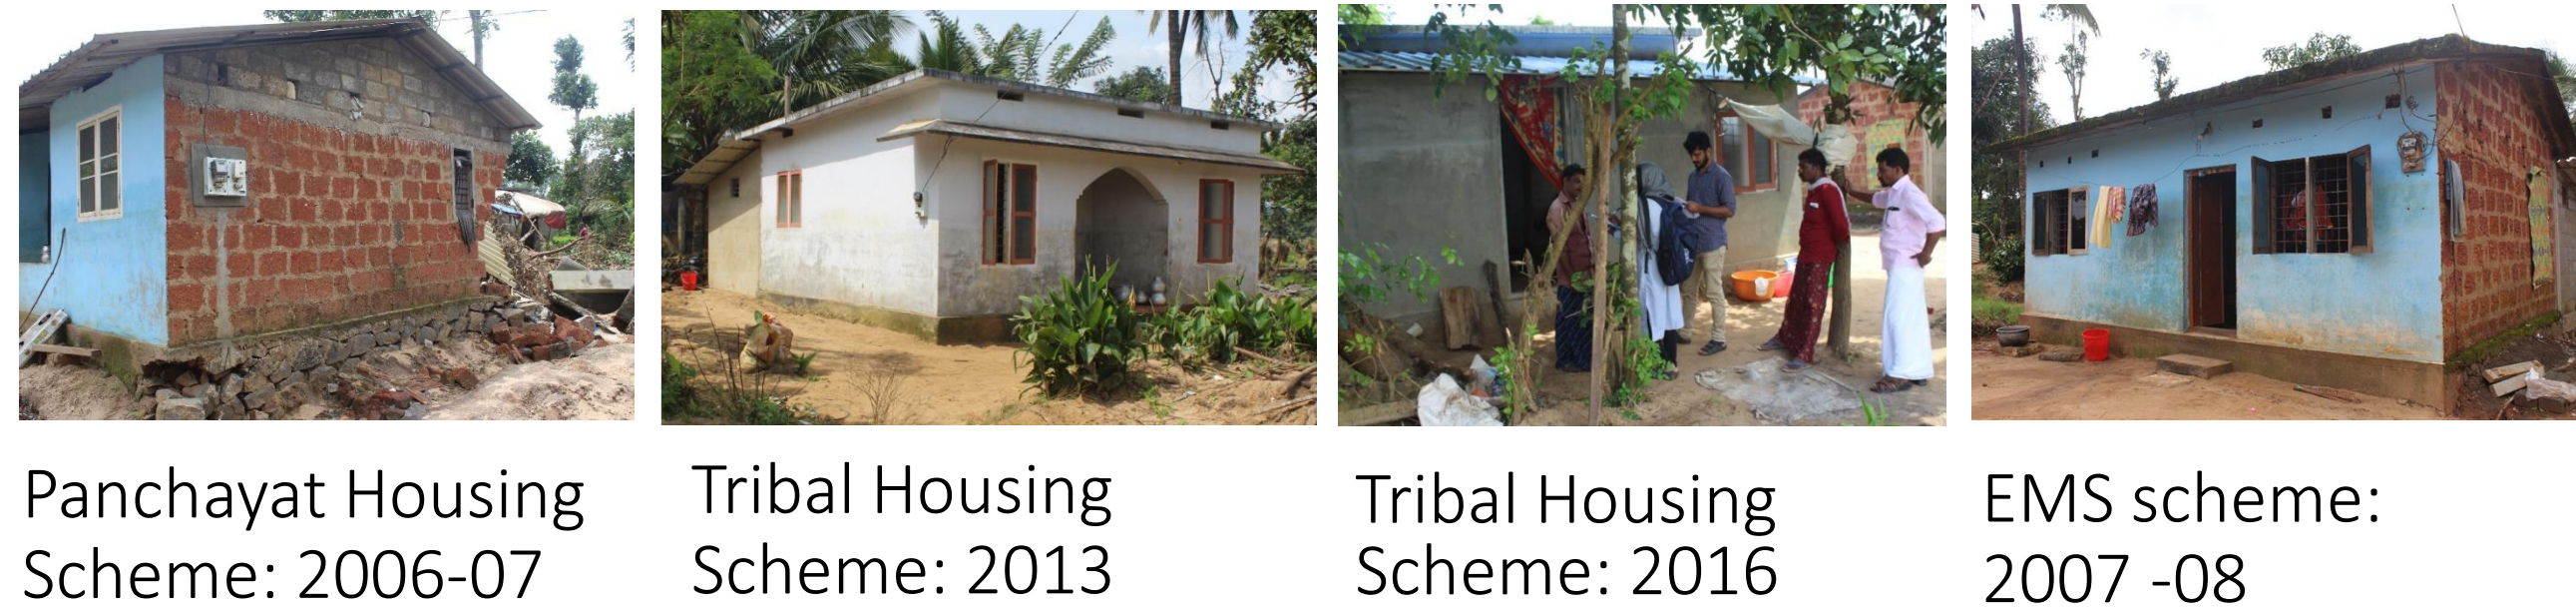 Panchayat Housing
Scheme: 2006-07
Tribal Housing
Scheme: 2013
Tribal Housing
Scheme: 2016
EMS scheme:
2007 -08